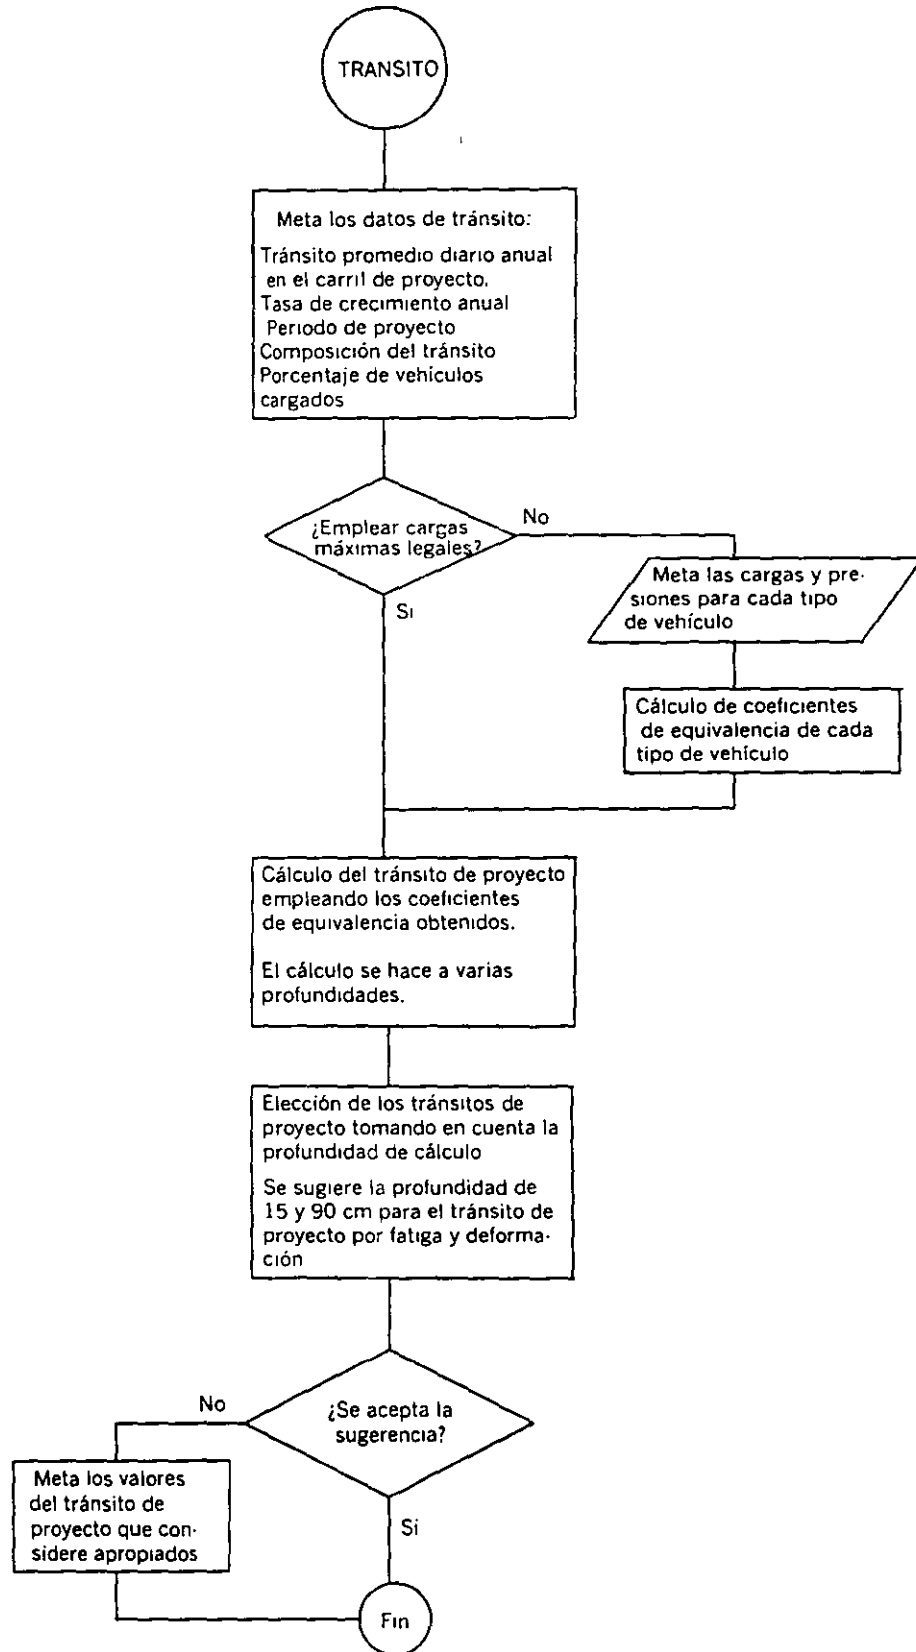 TRANSITO
Meta los datos de tránsito:
Tránsito promedio diario anual
en el carril de proyecto.
Tasa de crecimiento anual
Periodo de proyecto
Composición del tránsito
Porcentaje de vehículos
cargados
¿Emplear cargas
máximas legales?
No
Si
Meta las cargas y pre-
siones para cada tipo
de vehículo
Cálculo de coeficientes
de equivalencia de cada
tipo de vehículo
Cálculo del tránsito de proyecto
empleando los coeficientes
de equivalencia obtenidos.
El cálculo se hace a varias
profundidades.
Elección de los tránsitos de
proyecto tomando en cuenta la
profundidad de cálculo
Se sugiere la profundidad de
15 y 90 cm para el tránsito de
proyecto por fatiga y deforma-
ción
¿Se acepta la
sugerencia?
No
Meta los valores
del tránsito de
proyecto que con-
sidere apropiados
Sí
Fin